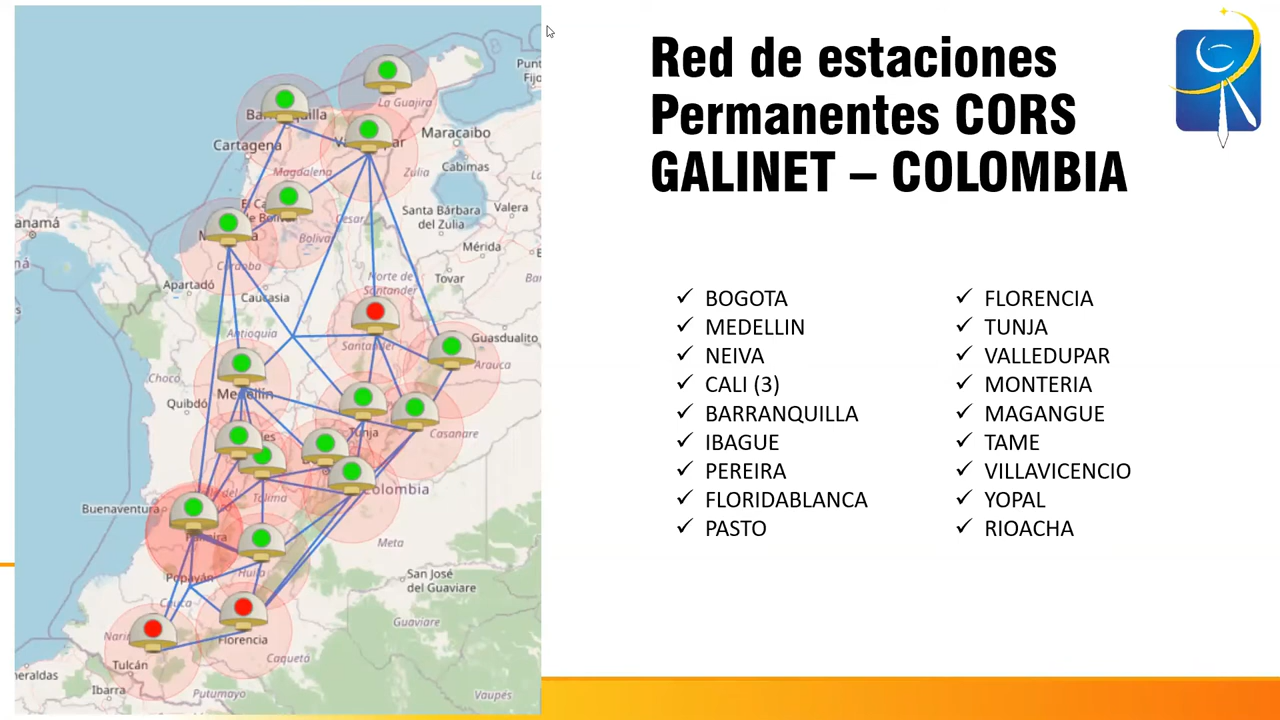 Red de estaciones
Permanentes CORS
GALINET – COLOMBIA
✓ BOGOTA
✓ MEDELLIN
✓ NEIVA
✓ CALI (3)
✓ BARRANQUILLA
✓ IBAGUE
✓ PEREIRA
✓ FLORIDABLANCA
✓ PASTO
✓ FLORENCIA
✓ TUNJA
✓ VALLEDUPAR
✓ MONTERIA
✓ MAGANGUE
✓ TAME
✓ VILLAVICENCIO
✓ YOPAL
✓ RIOACHA
La Guajira
Maracaibo
Cartagena
Cabimas
Magdalena
Zulia
Santa Bárbara
del Zulia
Valera
Cesar
Bolívar
Mérida
Córdoba
Apartadó
Norte de
Santander
Tovar
Caucasia
Antioquia
Santander
Guasdualito
Arauca
Chocó
Quibdó
Medellín
Tunja
Casanare
Tolima
Colombia
Buenaventura
Palmira
Meta
Huila
Popayán
Cauca
San José
del Guaviare
Guaviare
Florencia
Tulcán
Caquetá
Ibarra
Putumayo
Vaupés